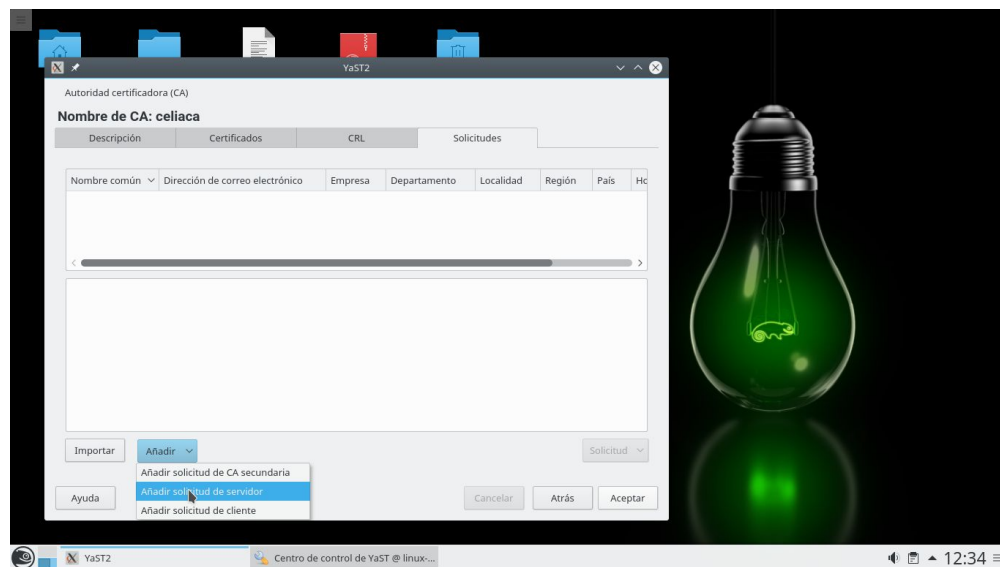 YaST2
Autoridad certificadora (CA)
Nombre de CA: celiaca
Descripción Certificados CRL Solicitudes
Nombre común Dirección de correo electrónico Empresa Departamento Localidad Región País Ho
Importar Añadir Solicitud
Añadir solicitud de CA secundaria
Añadir solicitud de servidor
Añadir solicitud de cliente
Ayuda Cancelar Atrás Aceptar
YaST2 Centro de control de YaST @ linux-... 12:34